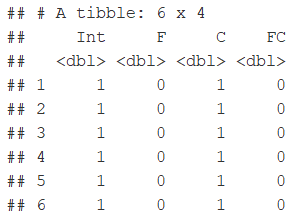 ## # A tibble: 6 x 4
##     Int     F     C    FC
##   <dbl> <dbl> <dbl> <dbl>
## 1     1     0     1     0
## 2     1     0     1     0
## 3     1     0     1     0
## 4     1     0     1     0
## 5     1     0     1     0
## 6     1     0     1     0